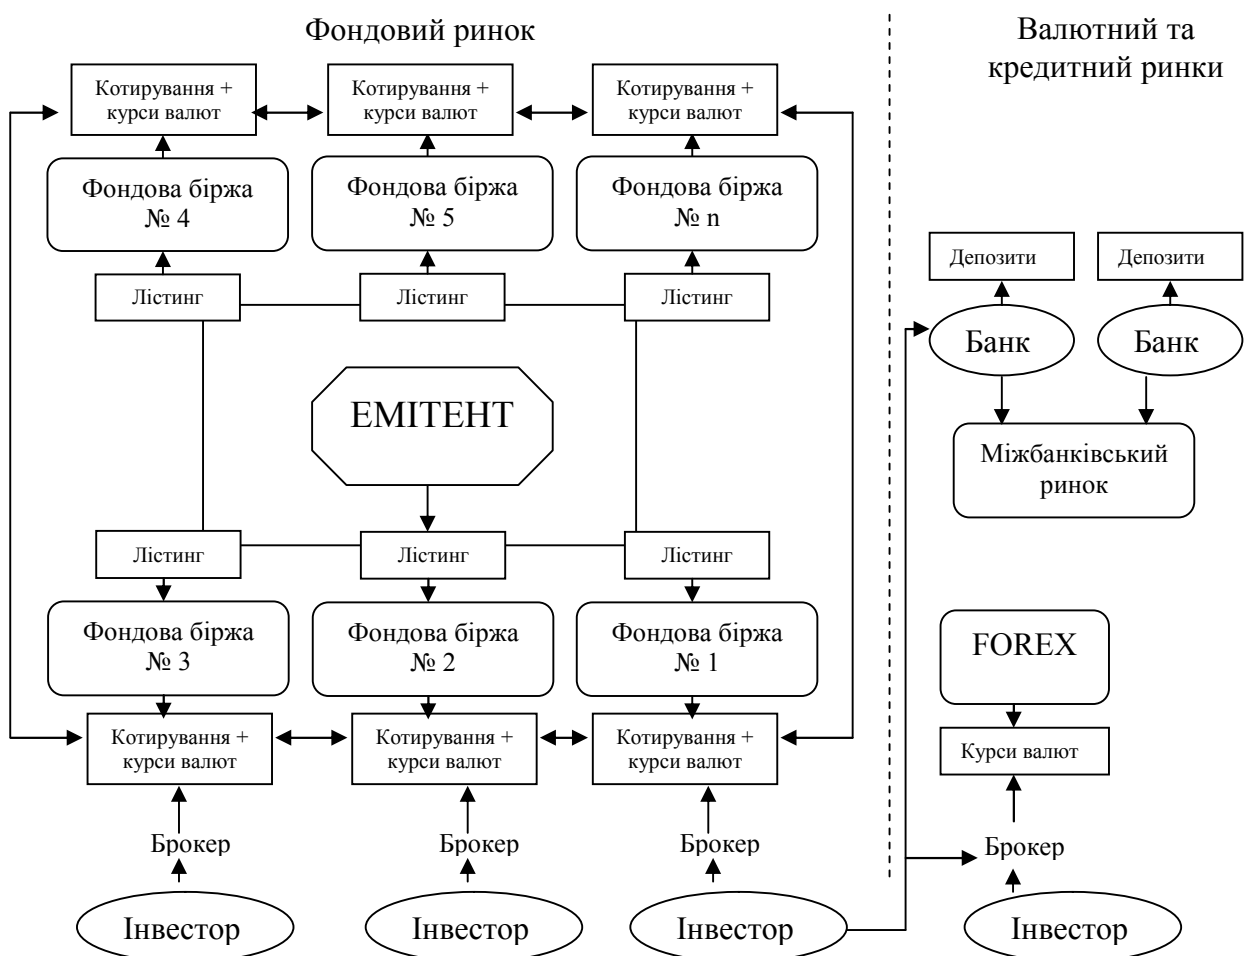 Фондовий ринок
Валютний та
кредитний ринки
Котирування +
курси валют
Котирування +
курси валют
Котирування +
курси валют
Фондова біржа
№ 4
Фондова біржа
№ 5
Фондова біржа
№ n
Депозити
Депозити
Лістинг
Лістинг
Лістинг
Банк
Банк
ЕМІТЕНТ
Міжбанківський
ринок
Лістинг
Лістинг
Лістинг
Фондова біржа
№ 3
Фондова біржа
№ 2
Фондова біржа
№ 1
FOREX
Котирування +
курси валют
Котирування +
курси валют
Котирування +
курси валют
Курси валют
Брокер
Брокер
Брокер
Брокер
Інвестор
Інвестор
Інвестор
Інвестор